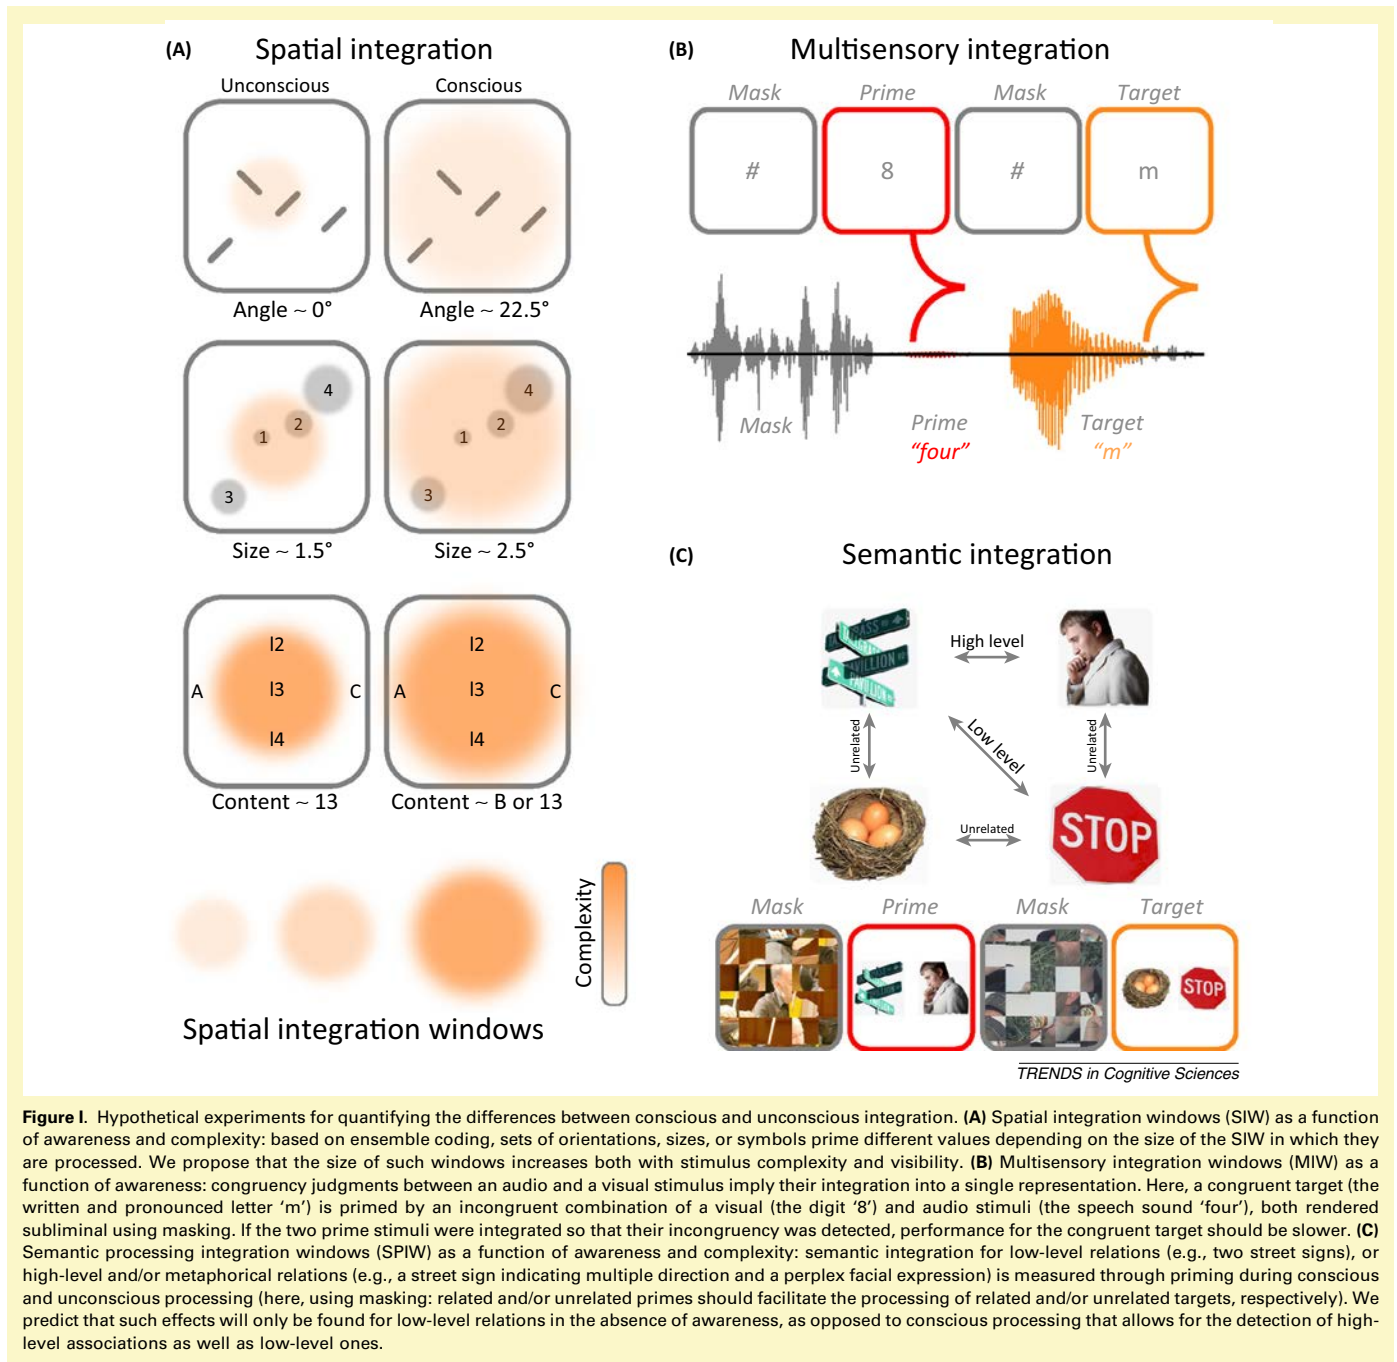 (A) Spatial integration
Unconscious Conscious
Angle ~ 0° Angle ~ 22.5°
4 4
2 2
1 1
3 3
Size ~ 1.5° Size ~ 2.5°
l2 l2
A l3 C A l3 C
l4 l4
Content ~ 13 Content ~ B or 13
Complexity
Spatial integration windows
(B) Multisensory integration
Mask Prime Mask Target
# 8 # m
Mask Prime Target
“four” “m”
(C) Semantic integration
High level
PAVILLION
Unrelated Low level Unrelated
STOP
Unrelated
Mask Prime Mask Target
STOP
TRENDS in Cognitive Sciences
Figure I. Hypothetical experiments for quantifying the differences between conscious and unconscious integration. (A) Spatial integration windows (SIW) as a function
of awareness and complexity: based on ensemble coding, sets of orientations, sizes, or symbols prime different values depending on the size of the SIW in which they
are processed. We propose that the size of such windows increases both with stimulus complexity and visibility. (B) Multisensory integration windows (MIW) as a
function of awareness: congruency judgments between an audio and a visual stimulus imply their integration into a single representation. Here, a congruent target (the
written and pronounced letter ‘m’) is primed by an incongruent combination of a visual (the digit ‘8’) and audio stimuli (the speech sound ‘four’), both rendered
subliminal using masking. If the two prime stimuli were integrated so that their incongruency was detected, performance for the congruent target should be slower. (C)
Semantic processing integration windows (SPIW) as a function of awareness and complexity: semantic integration for low-level relations (e.g., two street signs), or
high-level and/or metaphorical relations (e.g., a street sign indicating multiple direction and a perplex facial expression) is measured through priming during conscious
and unconscious processing (here, using masking: related and/or unrelated primes should facilitate the processing of related and/or unrelated targets, respectively). We
predict that such effects will only be found for low-level relations in the absence of awareness, as opposed to conscious processing that allows for the detection of high-
level associations as well as low-level ones.